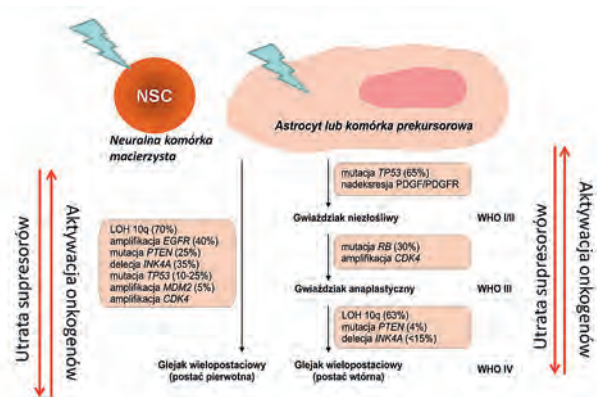 NSC
Neuralna komórka
macierzysta
Astrocyt lub komórka prekursorowa
Utrata supresorów
Aktywacja onkogenów
LOH 10q (70%)
amplifikacja EGFR (40%)
mutacja PTEN (25%)
delecja INK4A (35%)
mutacja TP53 (10-25%)
amplifikacja MDM2 (5%)
amplifikacja CDK4
Glejak wielopostaciowy
(postać pierwotna)
mutacja TP53 (65%)
nadeksresja PDGF/PDGFR
Gwiaździak niezłośliwy
WHO I/II
mutacja RB (30%)
amplifikacja CDK4
Gwiaździak anaplastyczny
WHO III
LOH 10q (63%)
mutacja PTEN (4%)
delecja INK4A (<15%)
Glejak wielopostaciowy
(postać wtórna)
WHO IV
Utrata supresorów
Aktywacja onkogenów